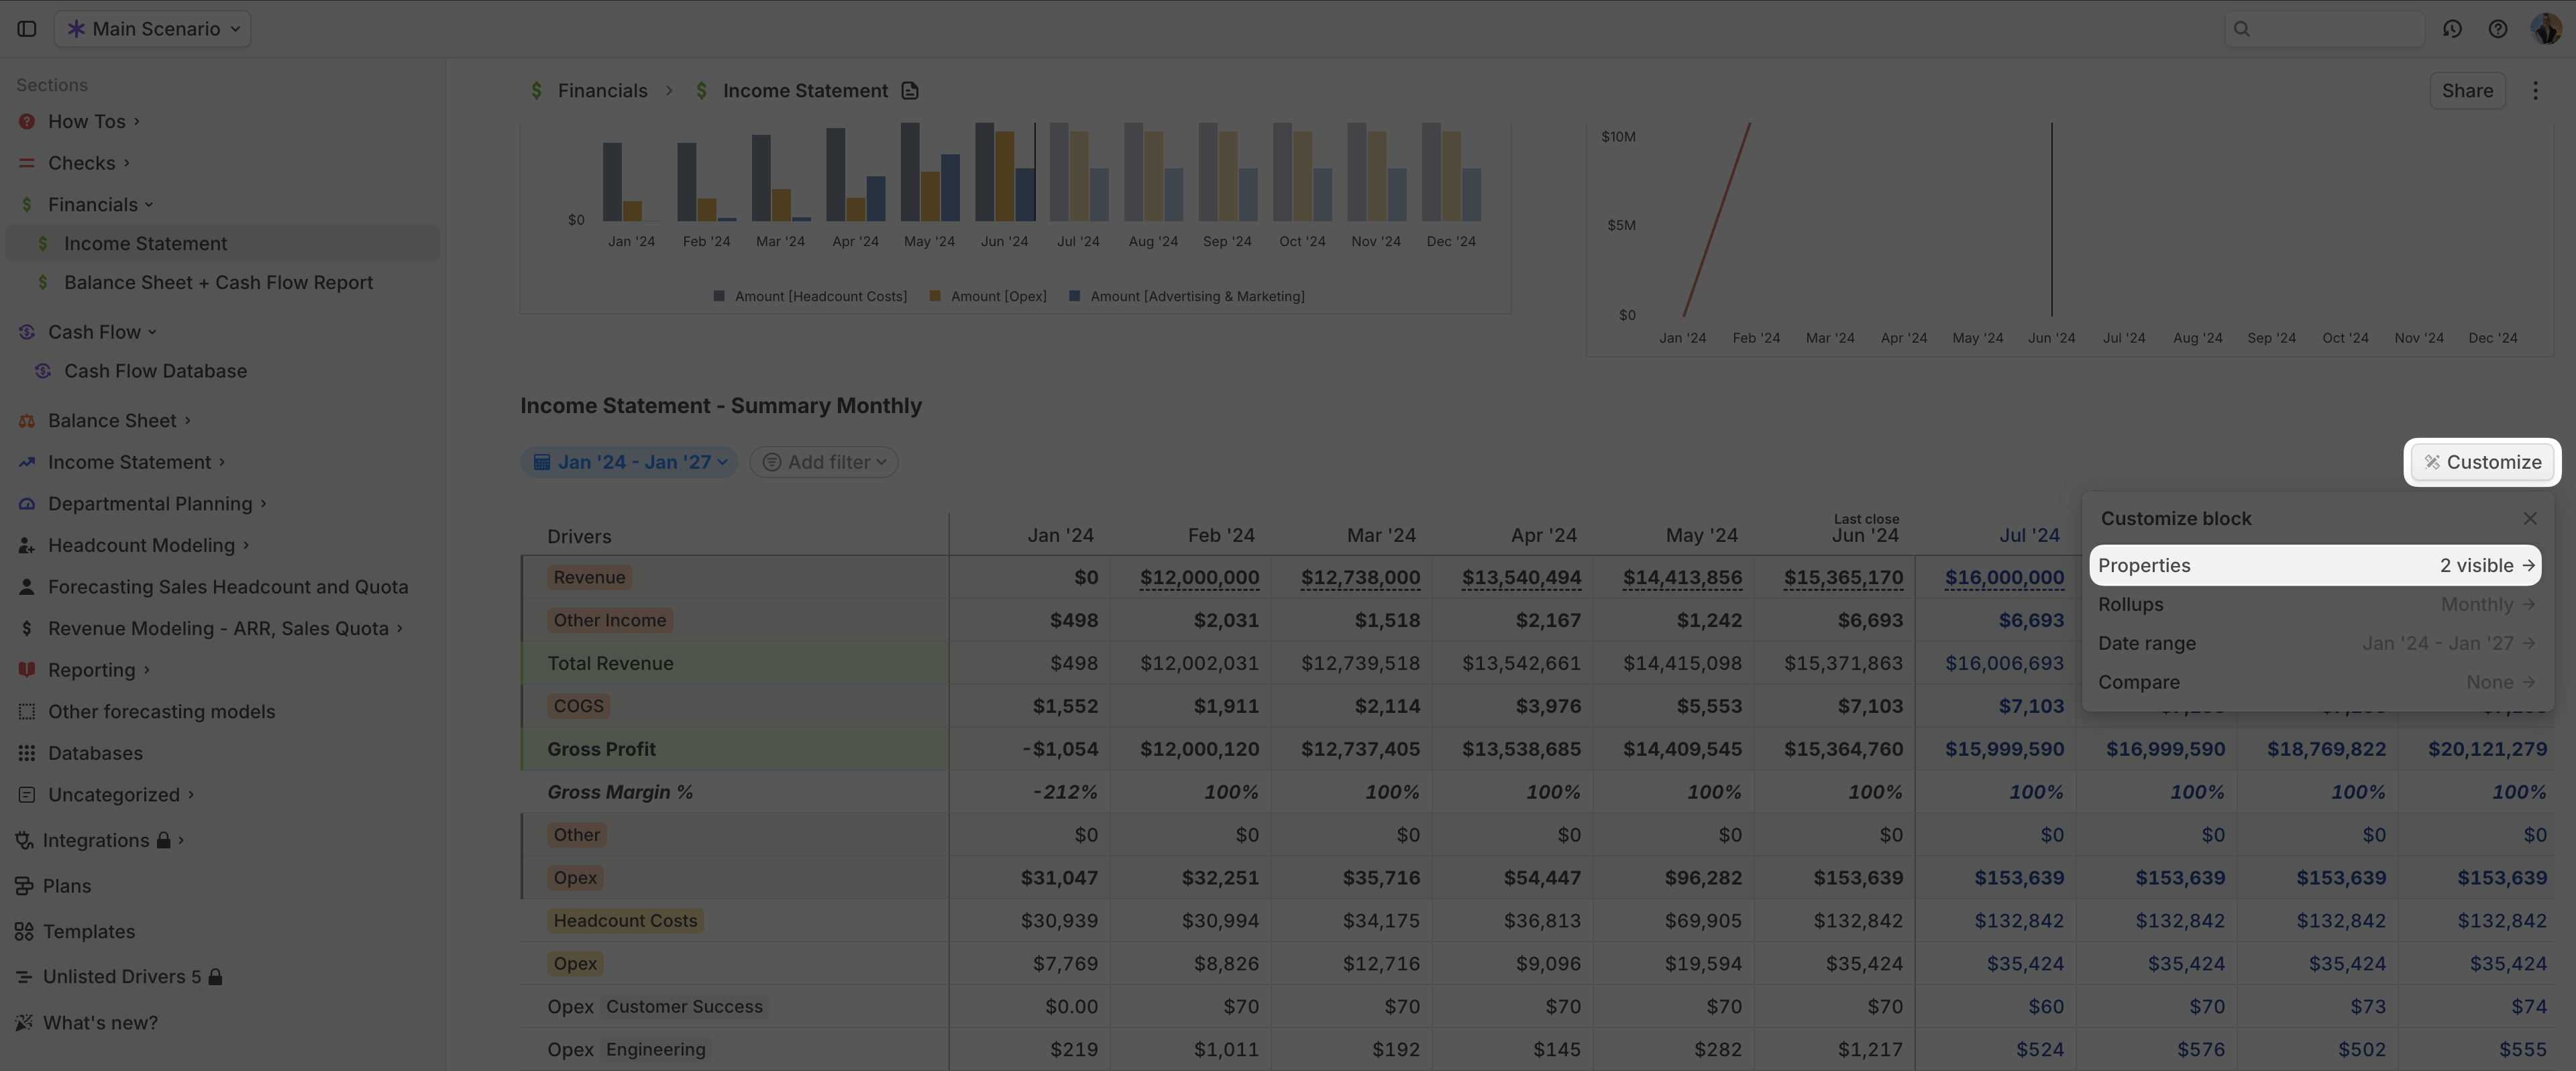 Main Scenario
Sections
How Tos
Checks
Financials
Income Statement
Balance Sheet + Cash Flow Report
Cash Flow
Cash Flow Database
Balance Sheet
Income Statement
Departmental Planning
Headcount Modeling
Forecasting Sales Headcount and Quota
Revenue Modeling - ARR, Sales Quota
Reporting
Other forecasting models
Databases
Uncategorized
Integrations
Plans
Templates
Unlisted Drivers 5
What's new?
Financials > Income Statement
Share
$0
Jan '24 Feb '24 Mar '24 Apr '24 May '24 Jun '24 Jul '24 Aug '24 Sep '24 Oct '24 Nov '24 Dec '24
Amount [Headcount Costs] Amount [Opex] Amount [Advertising & Marketing]
$10M
$5M
$0
Jan '24 Feb '24 Mar '24 Apr '24 May '24 Jun '24 Jul '24 Aug '24 Sep '24 Oct '24 Nov '24 Dec '24
Income Statement - Summary Monthly
Jan '24 - Jan '27 Add filter
Customize
Customize block
Properties 2 visible
Rollups Monthly
Date range Jan '24 - Jan '27
Compare None
Last close
Drivers Jan '24 Feb '24 Mar '24 Apr '24 May '24 Jun '24 Jul '24
Revenue $0 $12,000,000 $12,738,000 $13,540,494 $14,413,856 $15,365,170 $16,000,000
Other Income $498 $2,031 $1,518 $2,167 $1,242 $6,693 $6,693
Total Revenue $498 $12,002,031 $12,739,518 $13,542,661 $14,415,098 $15,371,863 $16,006,693
COGS $1,552 $1,911 $2,114 $3,976 $5,553 $7,103 $7,103
Gross Profit -$1,054 $12,000,120 $12,737,405 $13,538,685 $14,409,545 $15,364,760 $15,999,590 $16,999,590 $18,769,822 $20,121,279
Gross Margin % -212% 100% 100% 100% 100% 100% 100% 100% 100% 100%
Other $0 $0 $0 $0 $0 $0 $0 $0 $0 $0
Opex $31,047 $32,251 $35,716 $54,447 $96,282 $153,639 $153,639 $153,639 $153,639 $153,639
Headcount Costs $30,939 $30,994 $34,175 $36,813 $69,905 $132,842 $132,842 $132,842 $132,842 $132,842
Opex $7,769 $8,826 $12,716 $9,096 $19,594 $35,424 $35,424 $35,424 $35,424 $35,424
Opex Customer Success $0.00 $70 $70 $70 $70 $70 $60 $70 $73 $74
Opex Engineering $219 $1,011 $192 $145 $282 $1,217 $524 $576 $502 $555